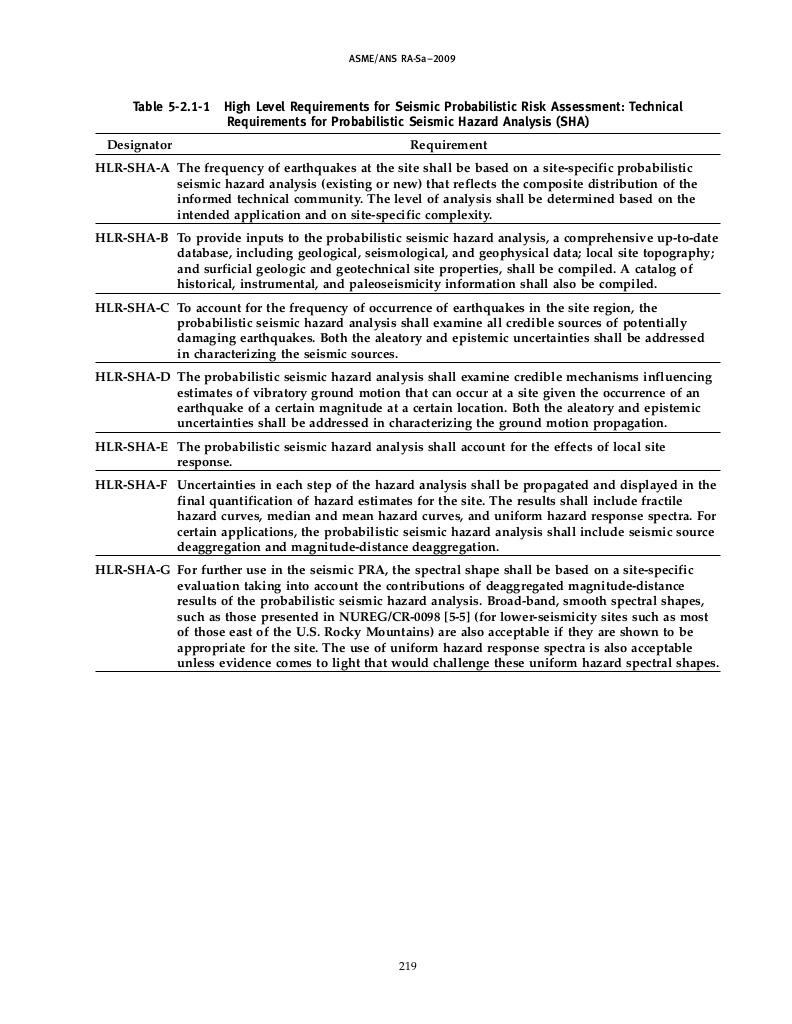 ASME/ANS RA-Sa–2009
Table 5-2.1-1 High Level Requirements for Seismic Probabilistic Risk Assessment: Technical
Requirements for Probabilistic Seismic Hazard Analysis (SHA)
Designator Requirement
HLR-SHA-A The frequency of earthquakes at the site shall be based on a site-specific probabilistic
seismic hazard analysis (existing or new) that reflects the composite distribution of the
informed technical community. The level of analysis shall be determined based on the
intended application and on site-specific complexity.
HLR-SHA-B To provide inputs to the probabilistic seismic hazard analysis, a comprehensive up-to-date
database, including geological, seismological, and geophysical data; local site topography;
and surficial geologic and geotechnical site properties, shall be compiled. A catalog of
historical, instrumental, and paleoseismicity information shall also be compiled.
HLR-SHA-C To account for the frequency of occurrence of earthquakes in the site region, the
probabilistic seismic hazard analysis shall examine all credible sources of potentially
damaging earthquakes. Both the aleatory and epistemic uncertainties shall be addressed
in characterizing the seismic sources.
HLR-SHA-D The probabilistic seismic hazard analysis shall examine credible mechanisms influencing
estimates of vibratory ground motion that can occur at a site given the occurrence of an
earthquake of a certain magnitude at a certain location. Both the aleatory and epistemic
uncertainties shall be addressed in characterizing the ground motion propagation.
HLR-SHA-E The probabilistic seismic hazard analysis shall account for the effects of local site
response.
HLR-SHA-F Uncertainties in each step of the hazard analysis shall be propagated and displayed in the
final quantification of hazard estimates for the site. The results shall include fractile
hazard curves, median and mean hazard curves, and uniform hazard response spectra. For
certain applications, the probabilistic seismic hazard analysis shall include seismic source
deaggregation and magnitude-distance deaggregation.
HLR-SHA-G For further use in the seismic PRA, the spectral shape shall be based on a site-specific
evaluation taking into account the contributions of deaggregated magnitude-distance
results of the probabilistic seismic hazard analysis. Broad-band, smooth spectral shapes,
such as those presented in NUREG/CR-0098 [5-5] (for lower-seismicity sites such as most
of those east of the U.S. Rocky Mountains) are also acceptable if they are shown to be
appropriate for the site. The use of uniform hazard response spectra is also acceptable
unless evidence comes to light that would challenge these uniform hazard spectral shapes.
219